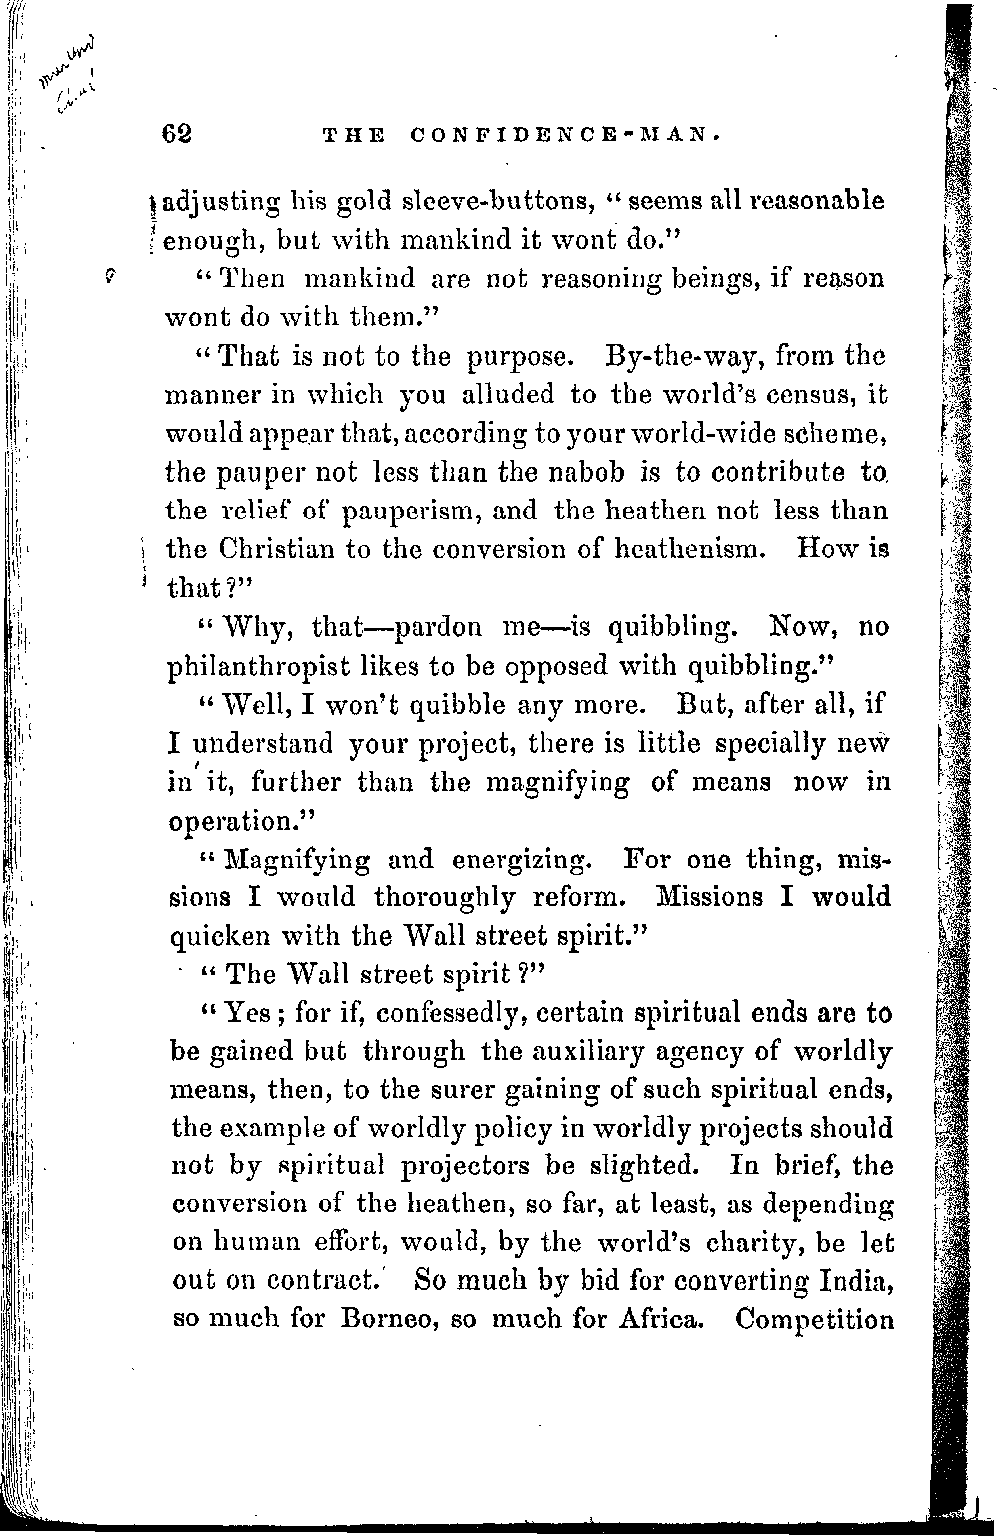 62 THE CONFIDENCE-MAN.
adjusting his gold sleeve-buttons, “seems all reasonable
enough, but with mankind it wont do.”
“Then mankind are not reasoning beings, if reason
wont do with them.”
“That is not to the purpose. By-the-way, from the
manner in which you alluded to the world’s census, it
would appear that, according to your world-wide scheme,
the pauper not less than the nabob is to contribute to
the relief of pauperism, and the heathen not less than
the Christian to the conversion of heathenism. How is
that?”
“Why, that—pardon me—is quibbling. Now, no
philanthropist likes to be opposed with quibbling.”
“Well, I won’t quibble any more. But, after all, if
I understand your project, there is little specially new
in it, further than the magnifying of means now in
operation.”
“Magnifying and energizing. For one thing, mis-
sions I would thoroughly reform. Missions I would
quicken with the Wall street spirit.”
“The Wall street spirit?”
“Yes; for if, confessedly, certain spiritual ends are to
be gained but through the auxiliary agency of worldly
means, then, to the surer gaining of such spiritual ends,
the example of worldly policy in worldly projects should
not by spiritual projectors be slighted. In brief, the
conversion of the heathen, so far, at least, as depending
on human effort, would, by the world’s charity, be let
out on contract. So much by bid for converting India,
so much for Borneo, so much for Africa. Competition